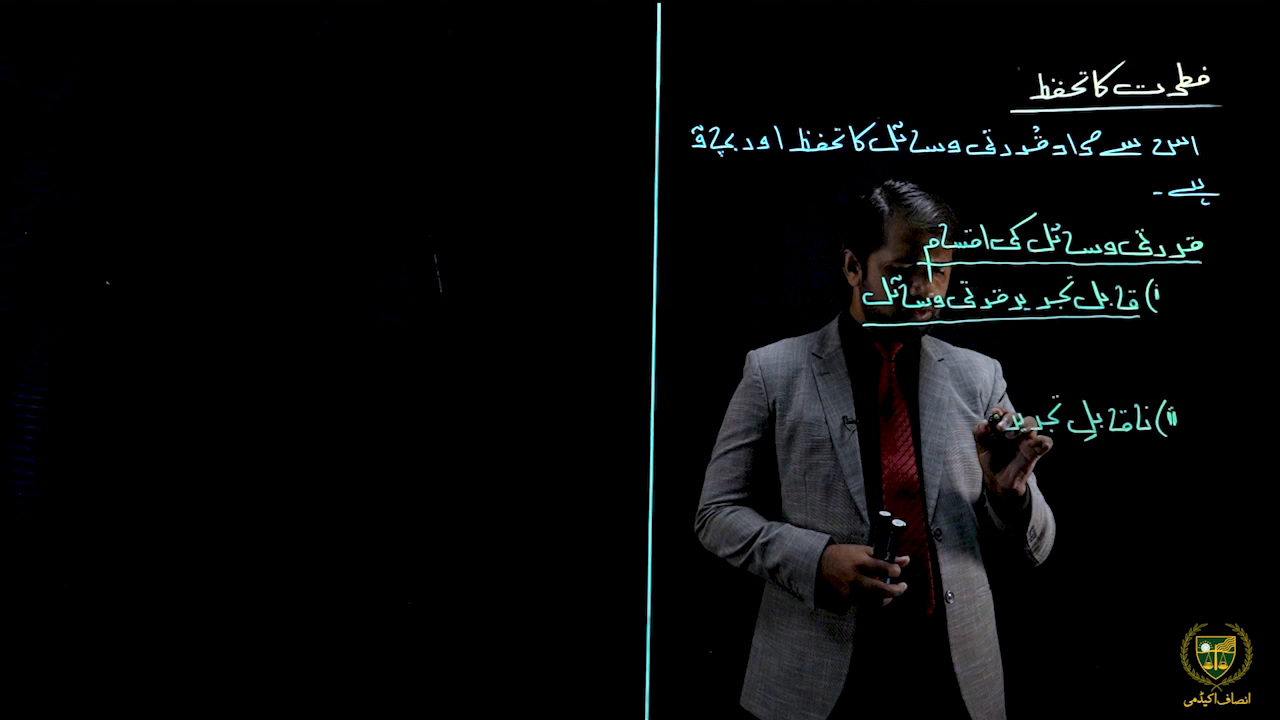 فطرت کا تحفظ
اس سے مراد قدرتی وسائل کا تحفظ اور بچاؤ
ہے۔
قدرتی وسائل کی اقسام
i) قابل تجدید قدرتی وسائل
ii) ناقابلِ تجدید
انصاف اکیڈمی